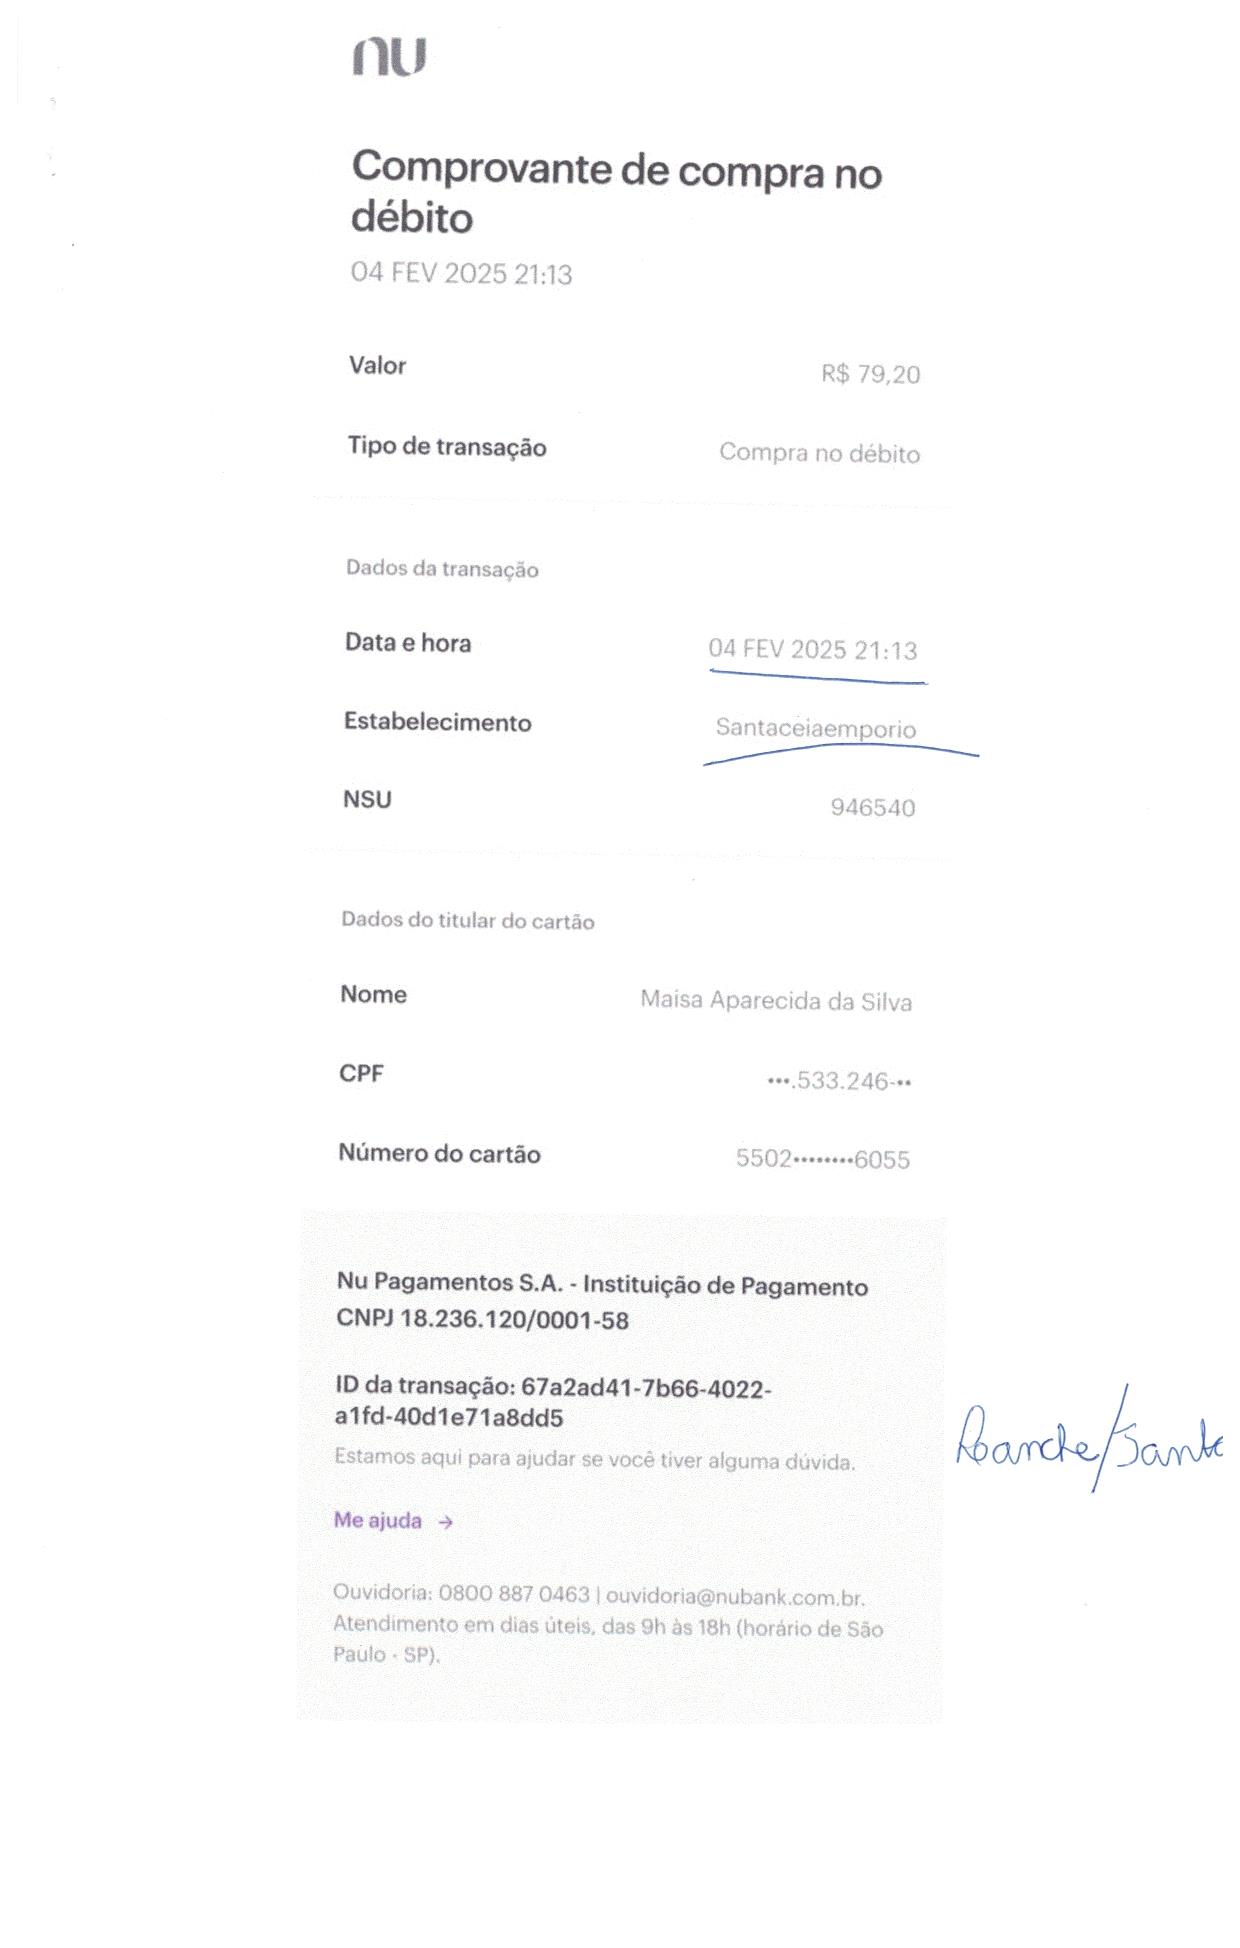 nu
Comprovante de compra no
débito
04 FEV 2025 21:13
Valor R$ 79,20
Tipo de transação Compra no débito
Dados da transação
Data e hora 04 FEV 2025 21:13
Estabelecimento Santaceiaemporio
NSU 946540
Dados do titular do cartão
Nome Maisa Aparecida da Silva
CPF •••.533.246-••
Número do cartão 5502••••••••6055
Nu Pagamentos S.A. - Instituição de Pagamento
CNPJ 18.236.120/0001-58
ID da transação: 67a2ad41-7b66-4022-
a1fd-40d1e71a8dd5
Estamos aqui para ajudar se você tiver alguma dúvida.
Me ajuda →
Ouvidoria: 0800 887 0463 | ouvidoria@nubank.com.br.
Atendimento em dias úteis, das 9h às 18h (horário de São
Paulo - SP).